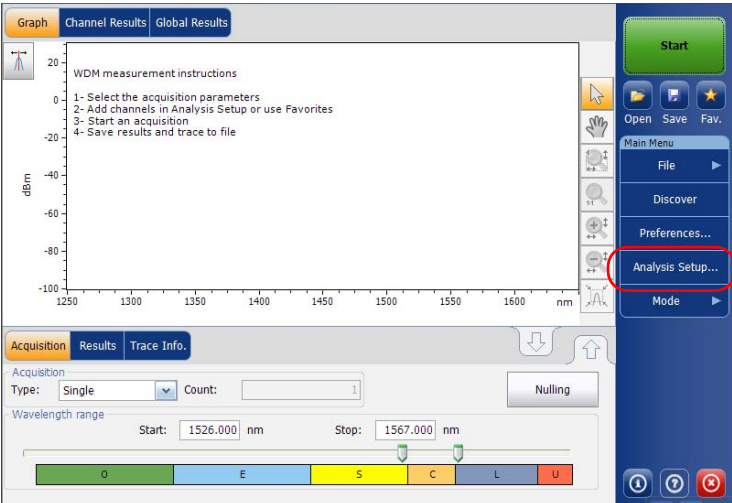 Graph Channel Results Global Results
Start
Open Save Fav.
Main Menu
File
Discover
Preferences...
Analysis Setup...
Mode
WDM measurement instructions
1- Select the acquisition parameters
2- Add channels in Analysis Setup or use Favorites
3- Start an acquisition
4- Save results and trace to file
dBm
20
0
-20
-40
-60
-80
-100
1250 1300 1350 1400 1450 1500 1550 1600 nm
1:1
Acquisition Results Trace Info.
Acquisition
Type: Single Count: 1
Nulling
Wavelength range
Start: 1526.000 nm Stop: 1567.000 nm
O E S C L U